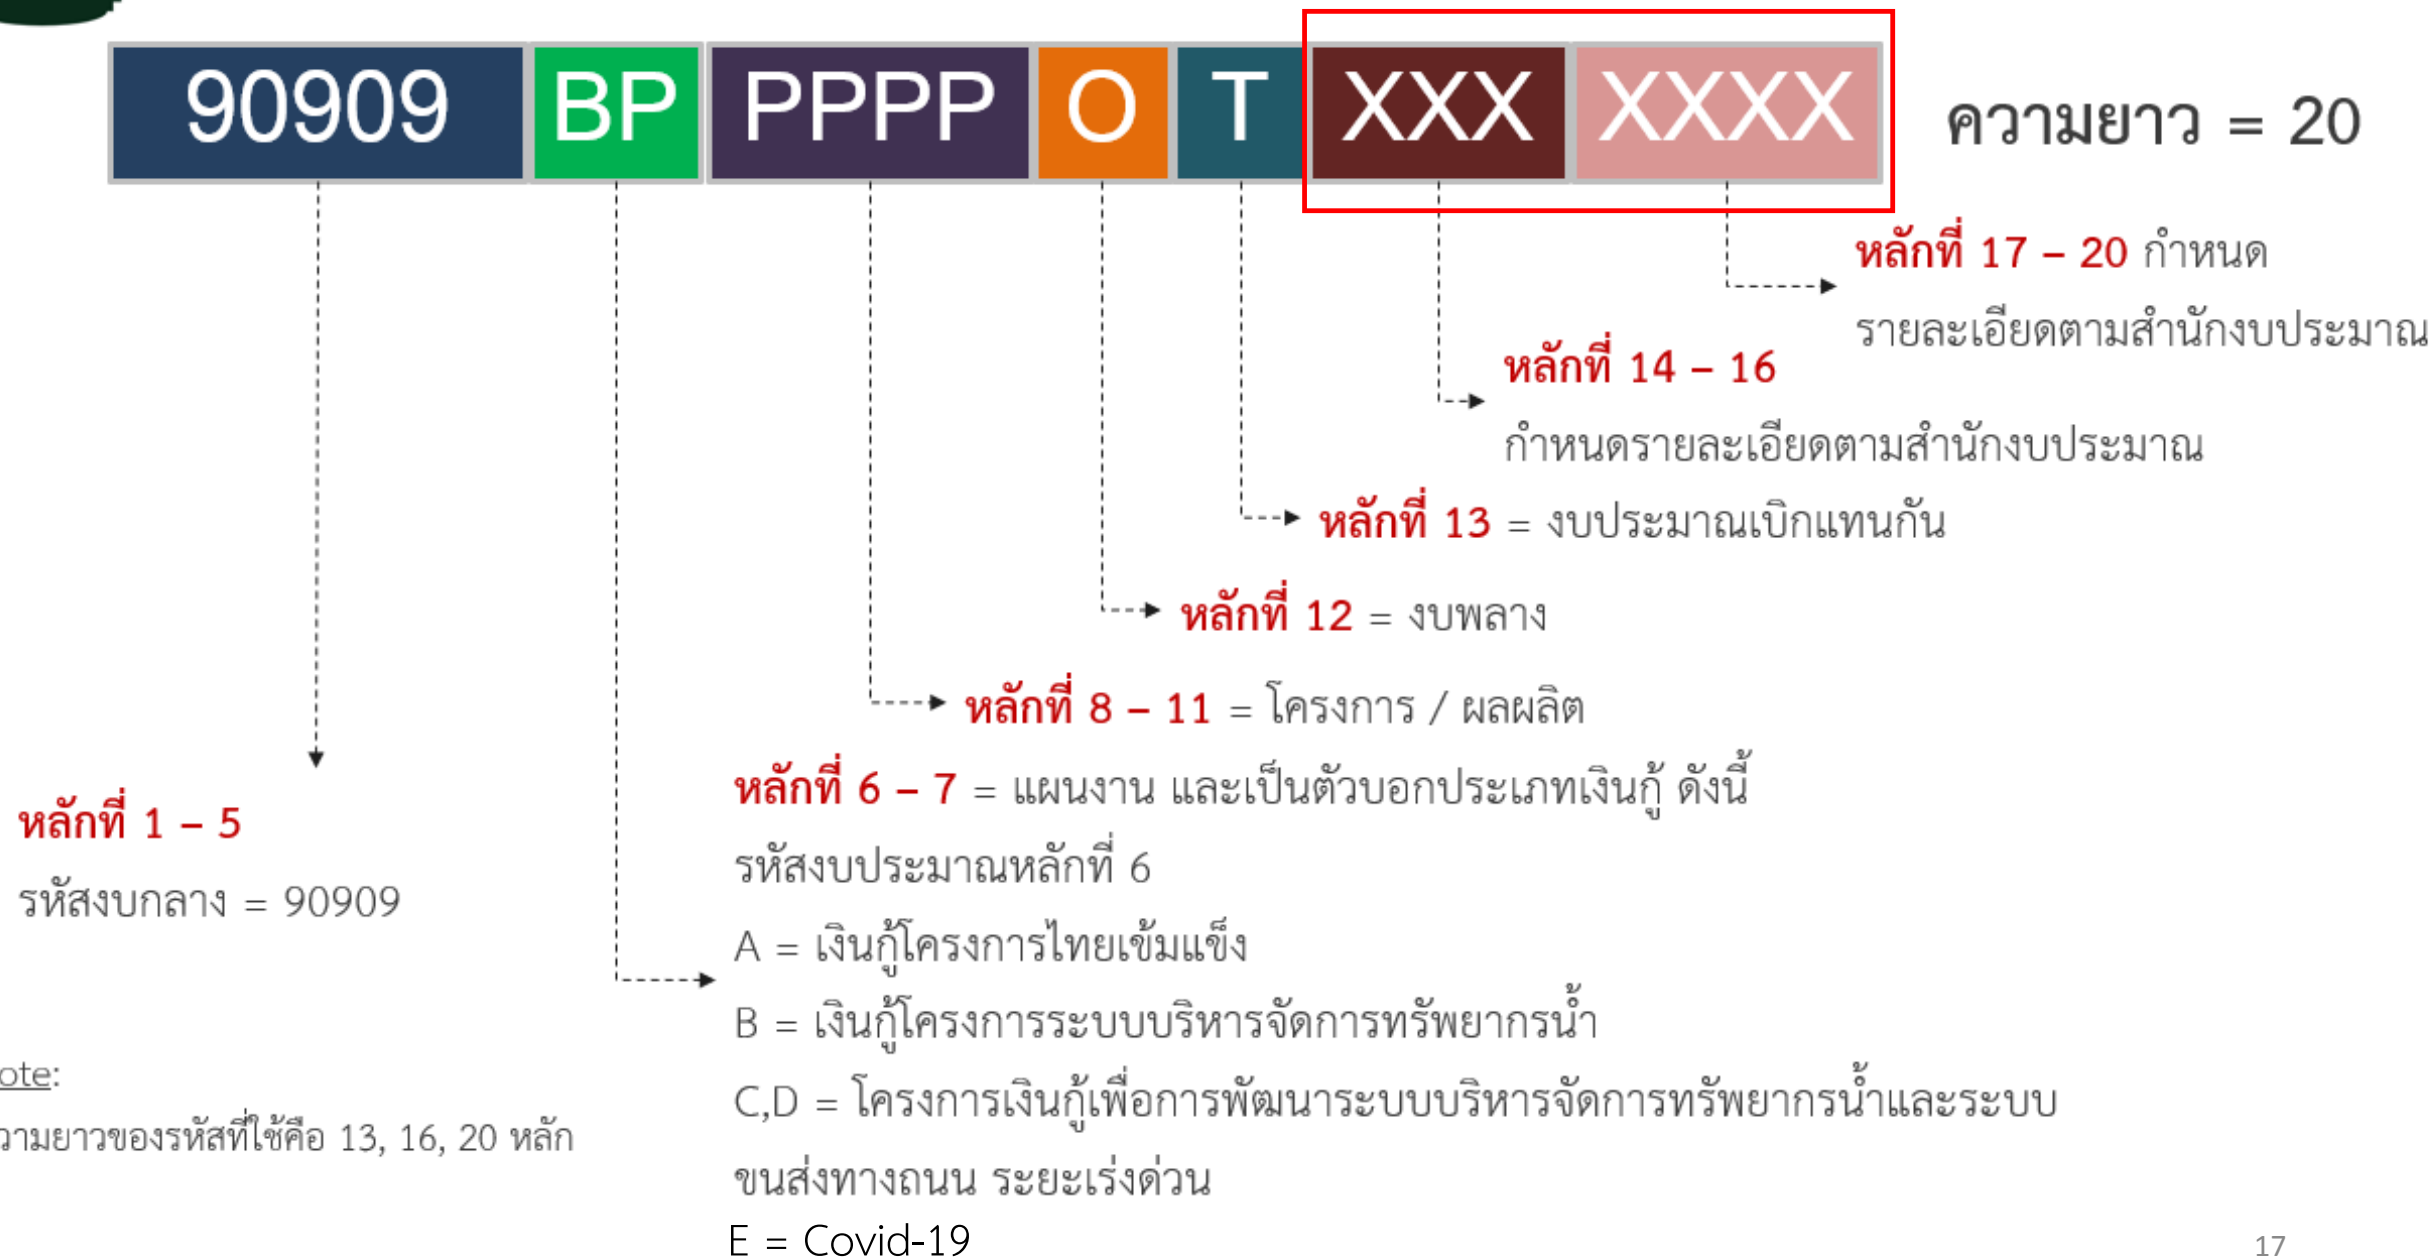 90909 BP PPPP O T XXX XXXX ความยาว = 20
หลักที่ 17 – 20 กำหนด
รายละเอียดตามสำนักงบประมาณ
หลักที่ 14 – 16
กำหนดรายละเอียดตามสำนักงบประมาณ
หลักที่ 13 = งบประมาณเบิกแทนกัน
หลักที่ 12 = งบพลาง
หลักที่ 8 – 11 = โครงการ / ผลผลิต
หลักที่ 6 – 7 = แผนงาน และเป็นตัวบอกประเภทเงินกู้ ดังนี้
รหัสงบประมาณหลักที่ 6
A = เงินกู้โครงการไทยเข้มแข็ง
B = เงินกู้โครงการระบบบริหารจัดการทรัพยากรน้ำ
C,D = โครงการเงินกู้เพื่อการพัฒนาระบบบริหารจัดการทรัพยากรน้ำและระบบ
ขนส่งทางถนน ระยะเร่งด่วน
E = Covid-19
หลักที่ 1 – 5
รหัสงบกลาง = 90909
ote:
วามยาวของรหัสที่ใช้คือ 13, 16, 20 หลัก
17